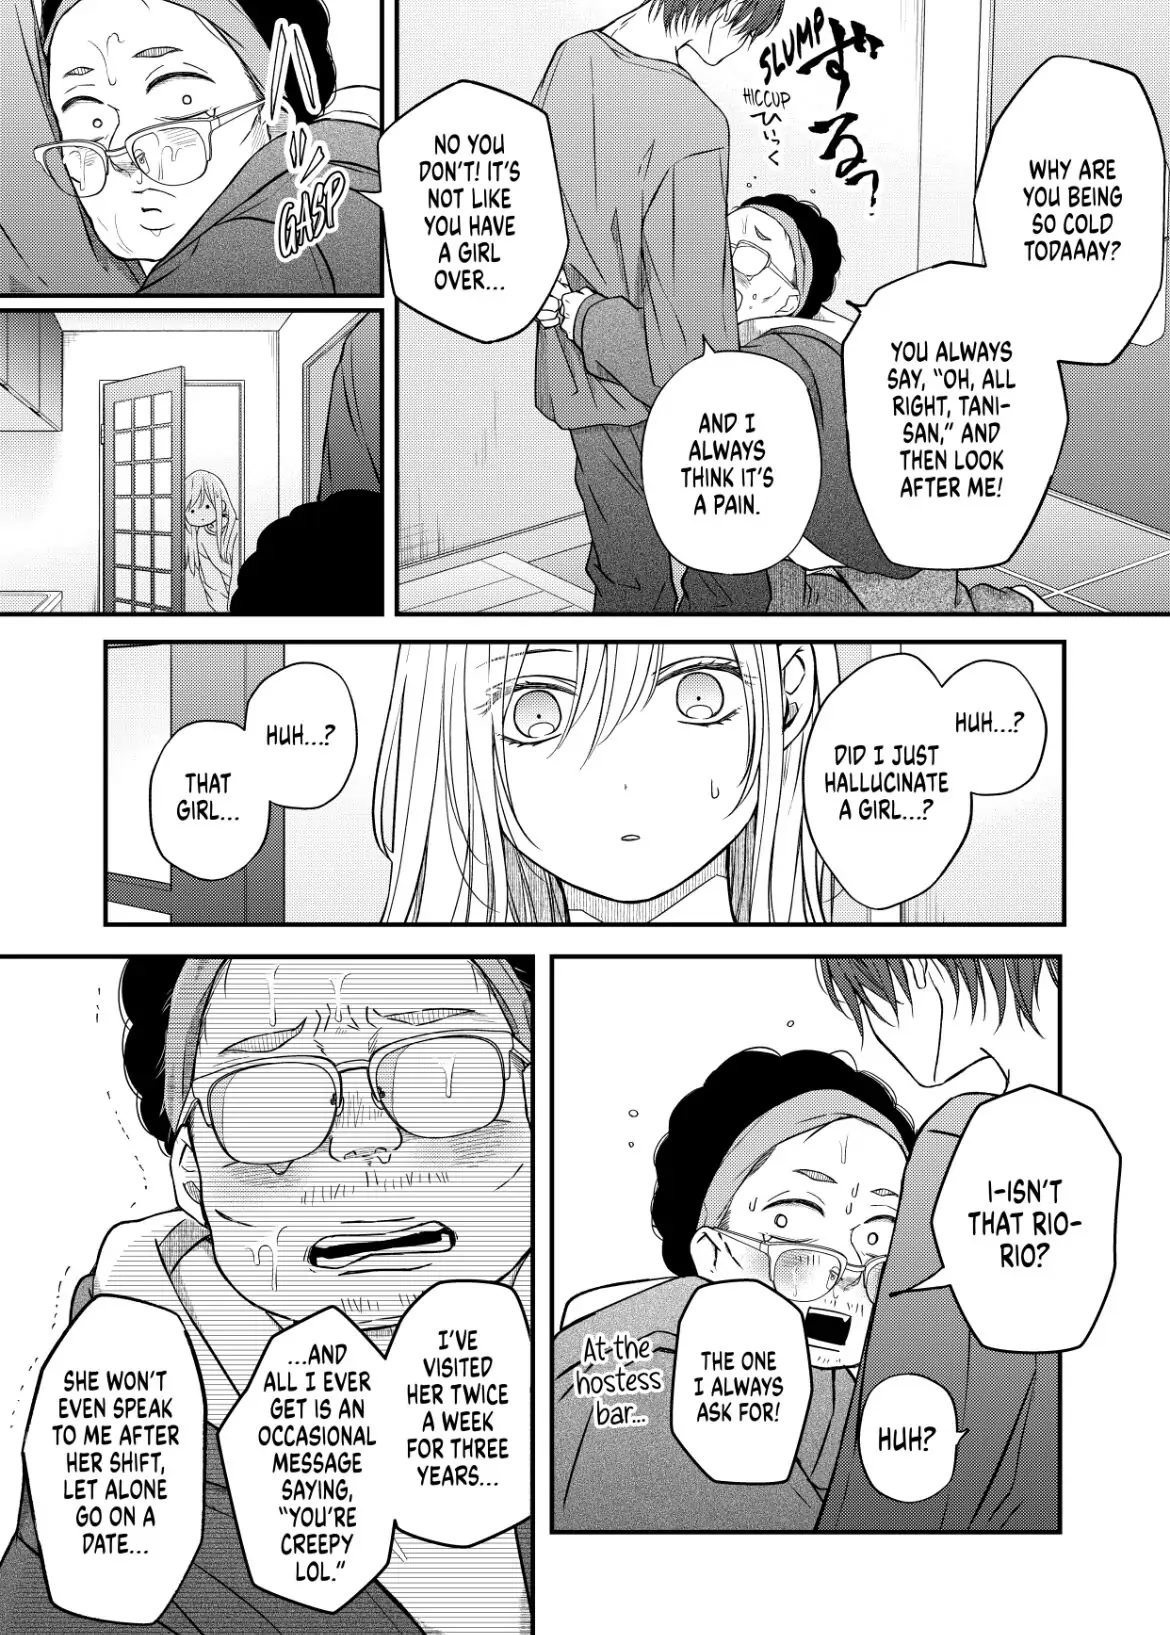 WHY ARE
YOU BEING
SO COLD
TODAAAY?
YOU ALWAYS
SAY, "OH, ALL
RIGHT, TANI-
SAN," AND
THEN LOOK
AFTER ME!
SLUMP
ずるっ
HICCUP
ひぃっく
AND I
ALWAYS
THINK IT'S
A PAIN.
NO YOU
DON'T! IT'S
NOT LIKE
YOU HAVE
A GIRL
OVER...
GASP
HUH...?
DID I JUST
HALLUCINATE
A GIRL...?
HUH...?
THAT
GIRL...
I-ISN'T
THAT RIO-
RIO?
HUH?
THE ONE
I ALWAYS
ASK FOR!
At the
hostess
bar...
I'VE
VISITED
HER TWICE
A WEEK
FOR THREE
YEARS...
...AND
ALL I EVER
GET IS AN
OCCASIONAL
MESSAGE
SAYING,
"YOU'RE
CREEPY
LOL."
SHE WON'T
EVEN SPEAK
TO ME AFTER
HER SHIFT,
LET ALONE
GO ON A
DATE...